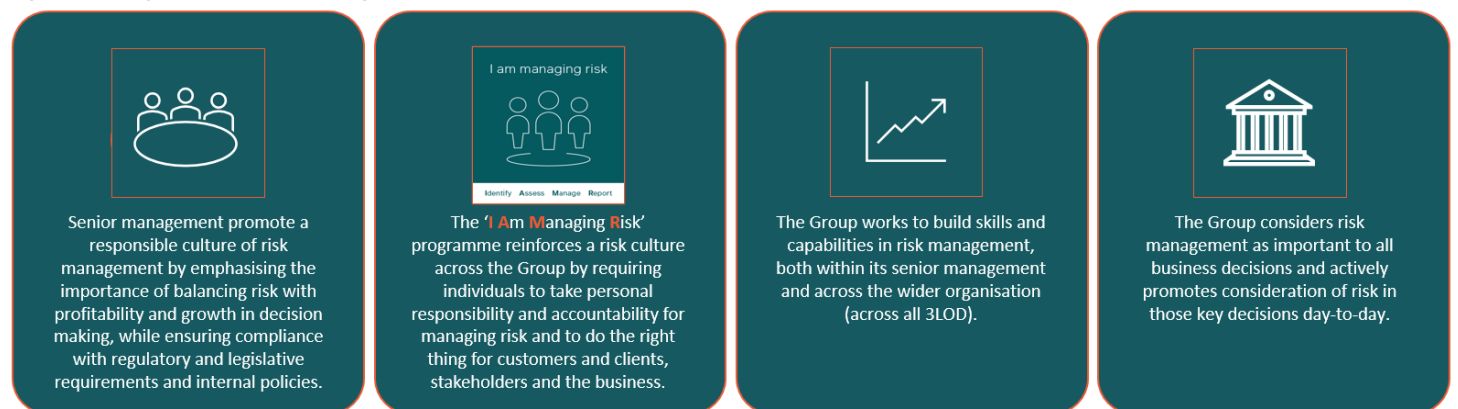 Senior management promote a
responsible culture of risk
management by emphasising the
importance of balancing risk with
profitability and growth in decision
making, while ensuring compliance
with regulatory and legislative
requirements and internal policies.
I am managing risk
Identify Assess Manage Report
The ‘I Am Managing Risk’
programme reinforces a risk culture
across the Group by requiring
individuals to take personal
responsibility and accountability for
managing risk and to do the right
thing for customers and clients,
stakeholders and the business.
The Group works to build skills and
capabilities in risk management,
both within its senior management
and across the wider organisation
(across all 3LOD).
The Group considers risk
management as important to all
business decisions and actively
promotes consideration of risk in
those key decisions day-to-day.